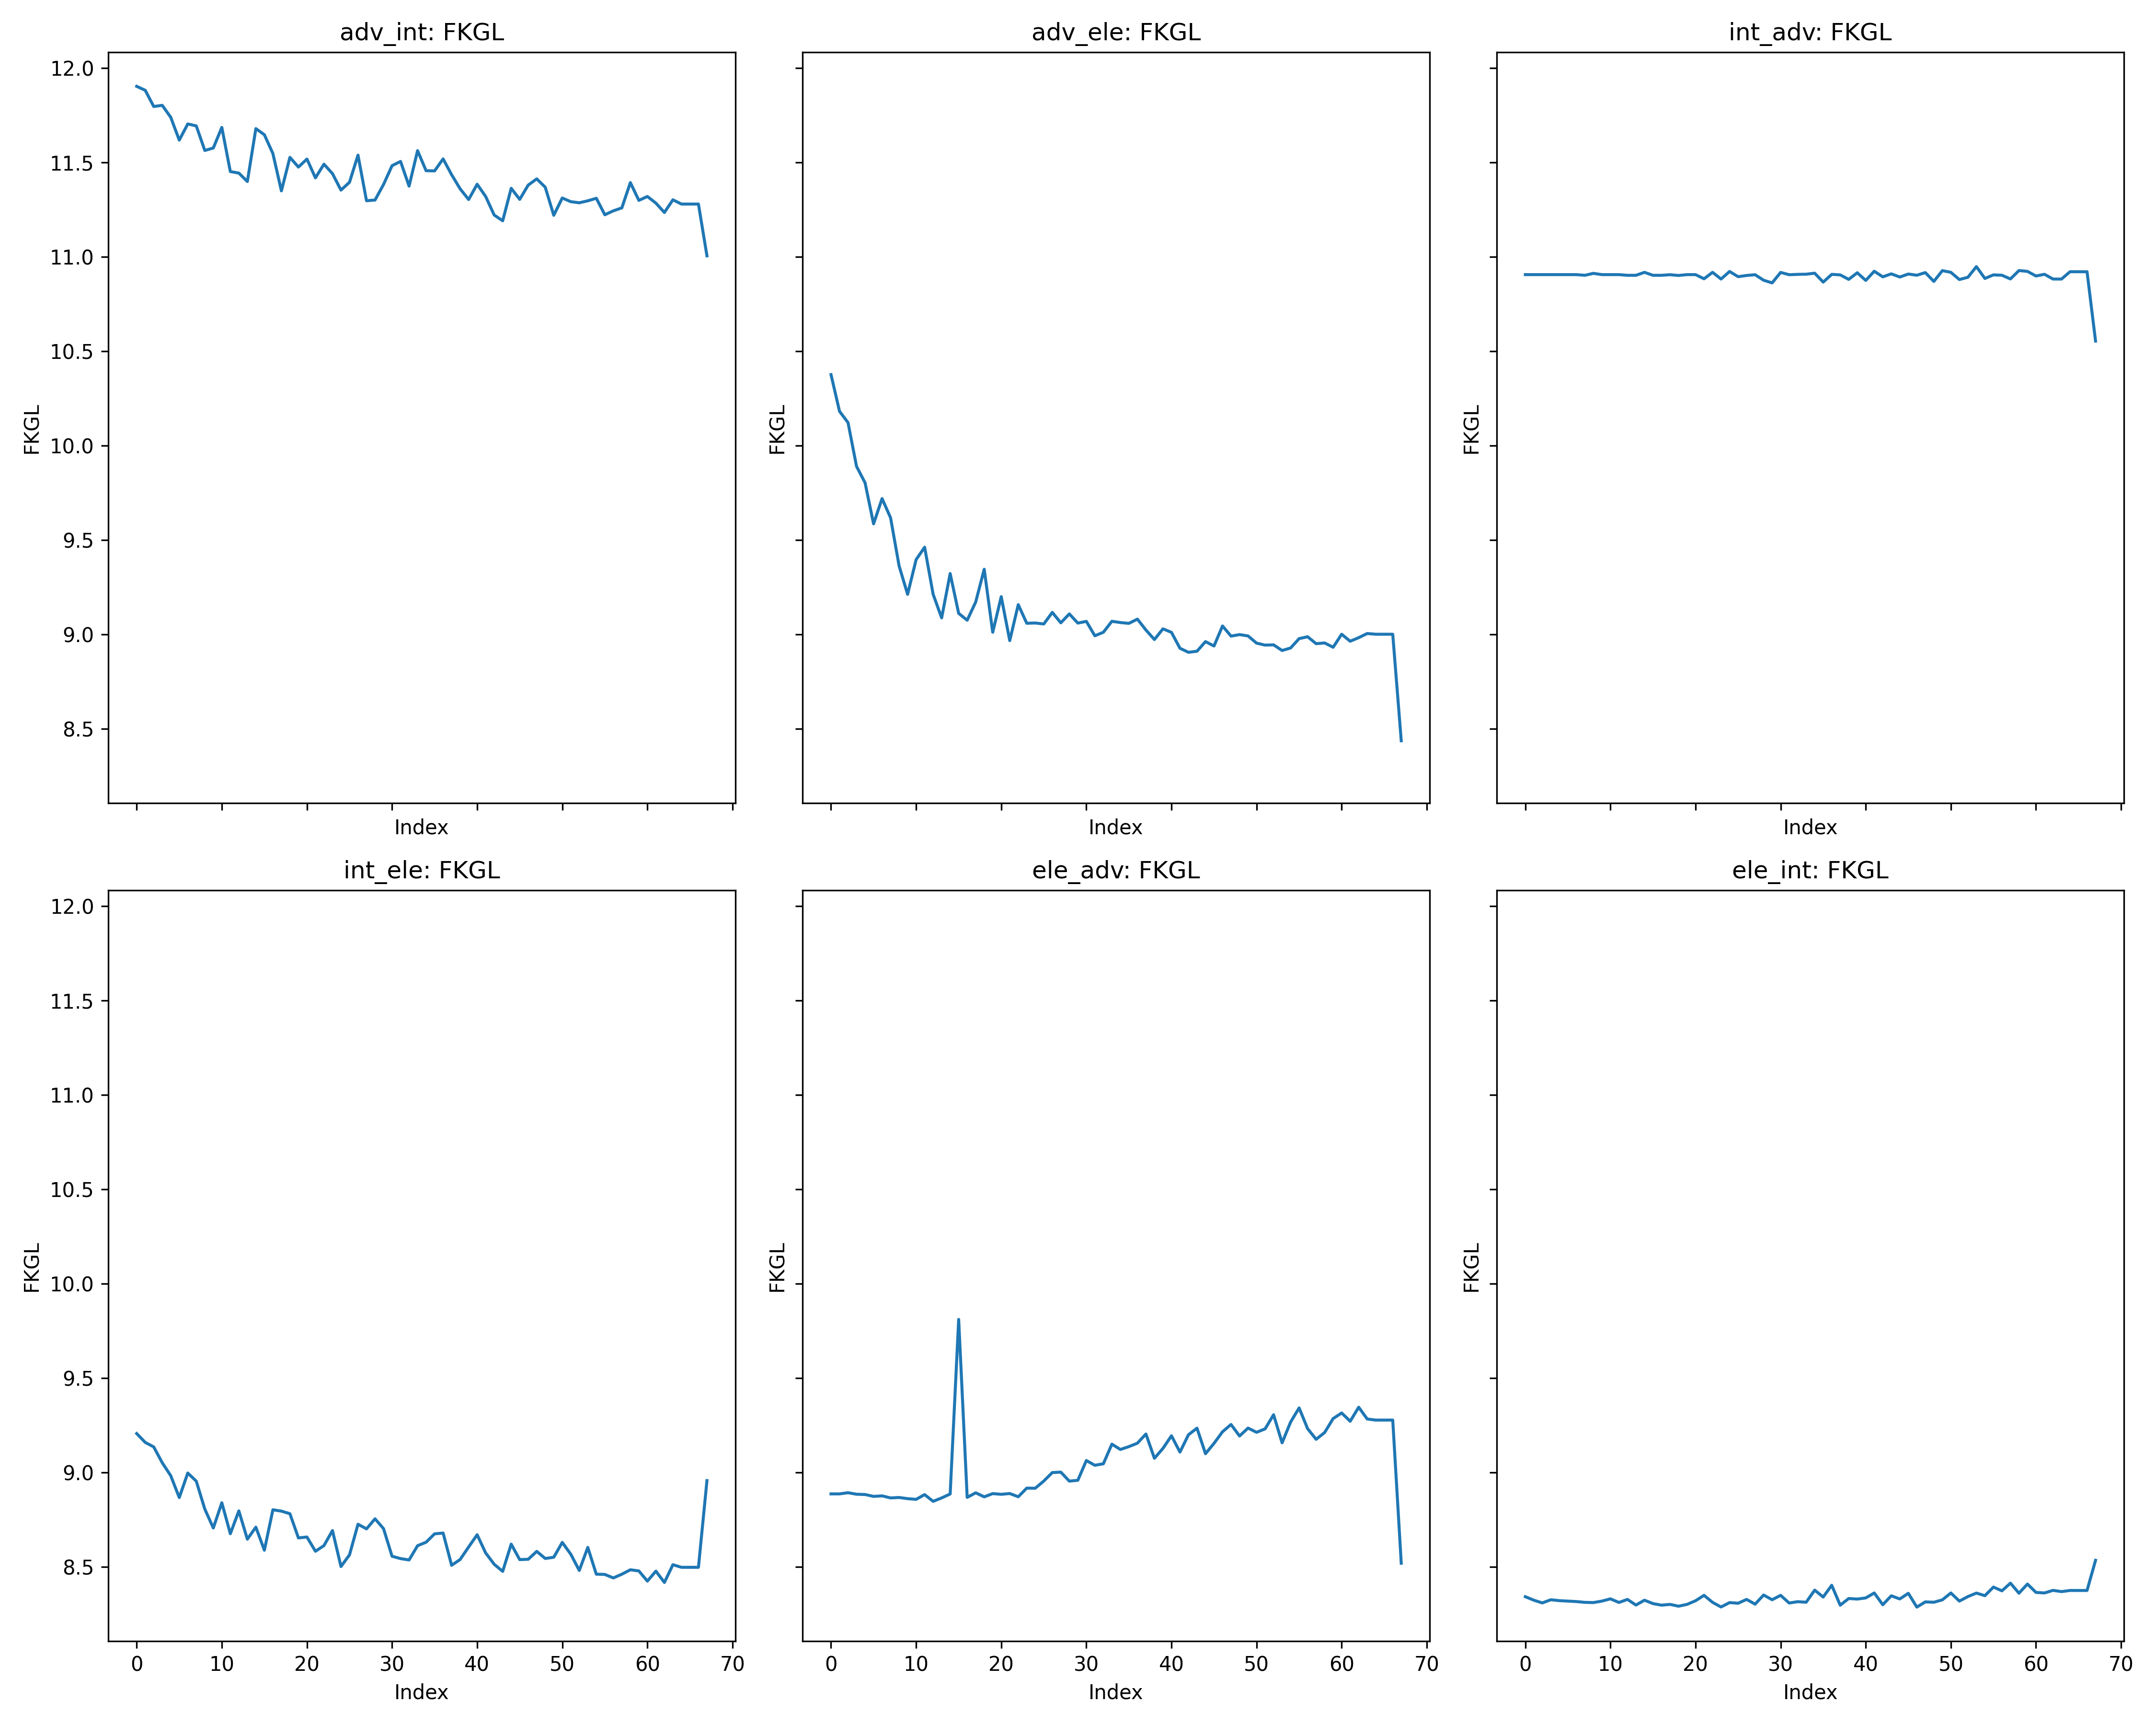 adv_int: FKGL
adv_ele: FKGL
int_adv: FKGL
12.0
11.5
11.0
10.5
10.0
9.5
9.0
8.5
FKGL
FKGL
FKGL
Index
Index
Index
int_ele: FKGL
ele_adv: FKGL
ele_int: FKGL
12.0
11.5
11.0
10.5
10.0
9.5
9.0
8.5
FKGL
FKGL
FKGL
0 10 20 30 40 50 60 70
0 10 20 30 40 50 60 70
0 10 20 30 40 50 60 70
Index
Index
Index